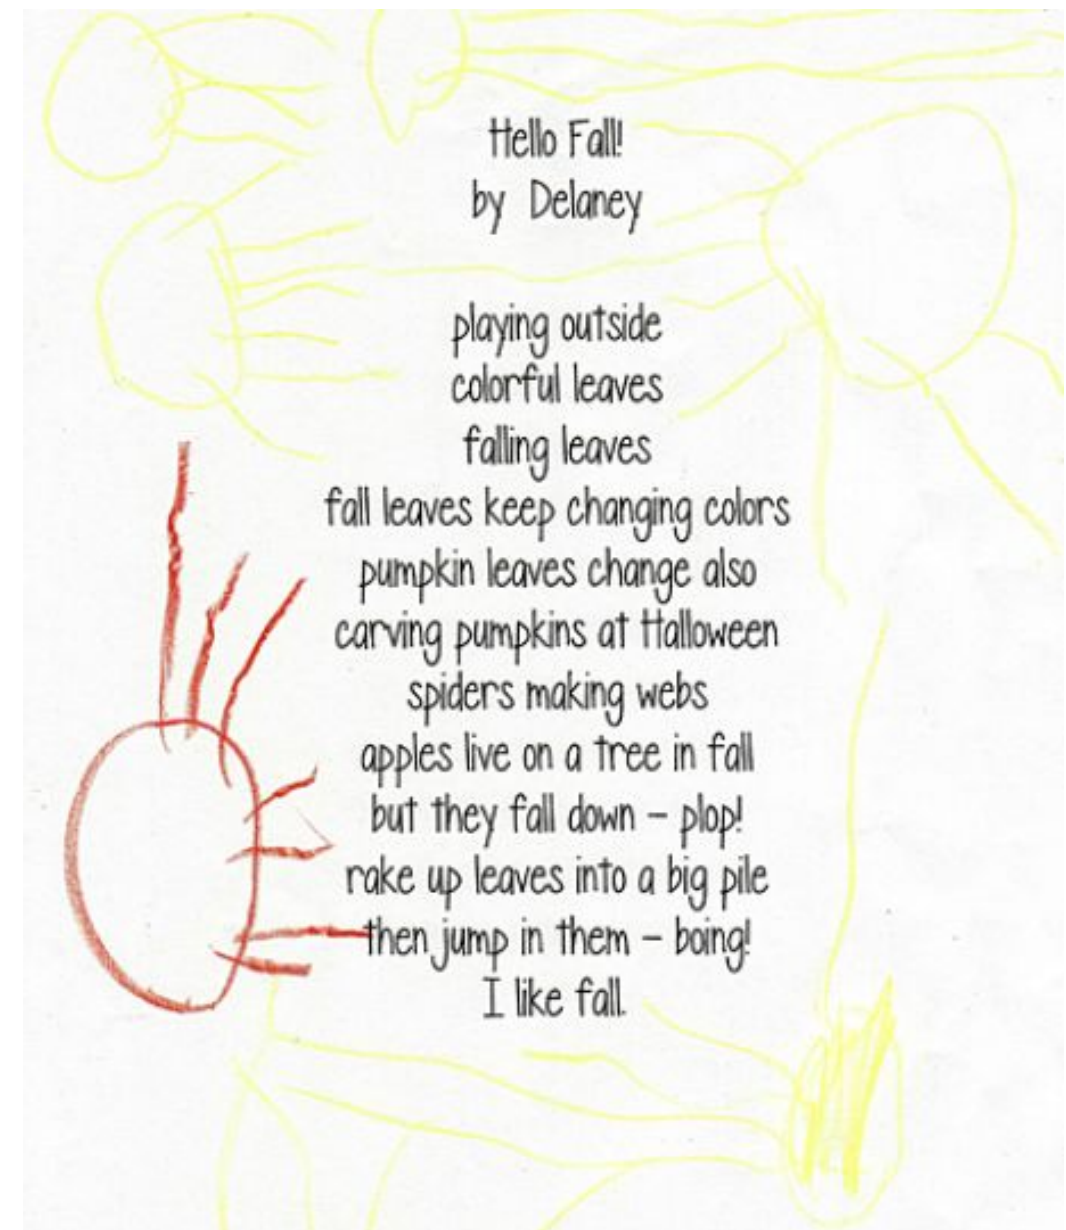 Hello Fall!
by Delaney
playing outside
colorful leaves
falling leaves
fall leaves keep changing colors
pumpkin leaves change also
carving pumpkins at Halloween
spiders making webs
apples live on a tree in fall
but they fall down – plop!
rake up leaves into a big pile
then jump in them – boing!
I like fall.